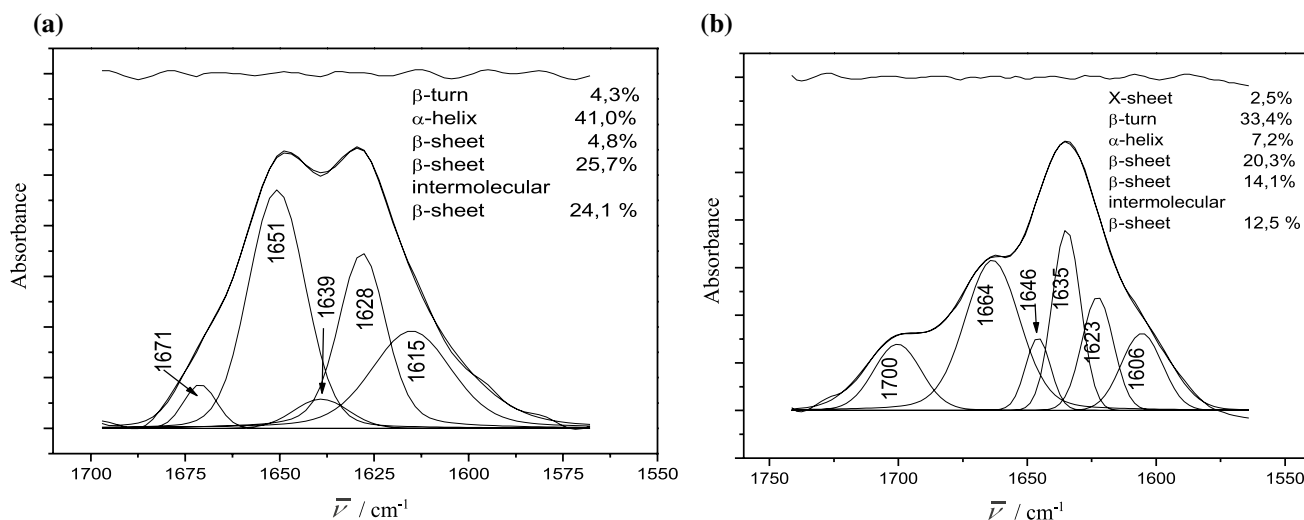 (a)
β-turn 4,3%
α-helix 41,0%
β-sheet 4,8%
β-sheet 25,7%
intermolecular
β-sheet 24,1 %
Absorbance
1671
1651
1639
1628
1615
1700 1675 1650 1625 1600 1575 1550
ν̅ / cm⁻¹
(b)
X-sheet 2,5%
β-turn 33,4%
α-helix 7,2%
β-sheet 20,3%
β-sheet 14,1%
intermolecular
β-sheet 12,5 %
Absorbance
1700
1664
1646
1635
1623
1606
1750 1700 1650 1600 1550
ν̅ / cm⁻¹